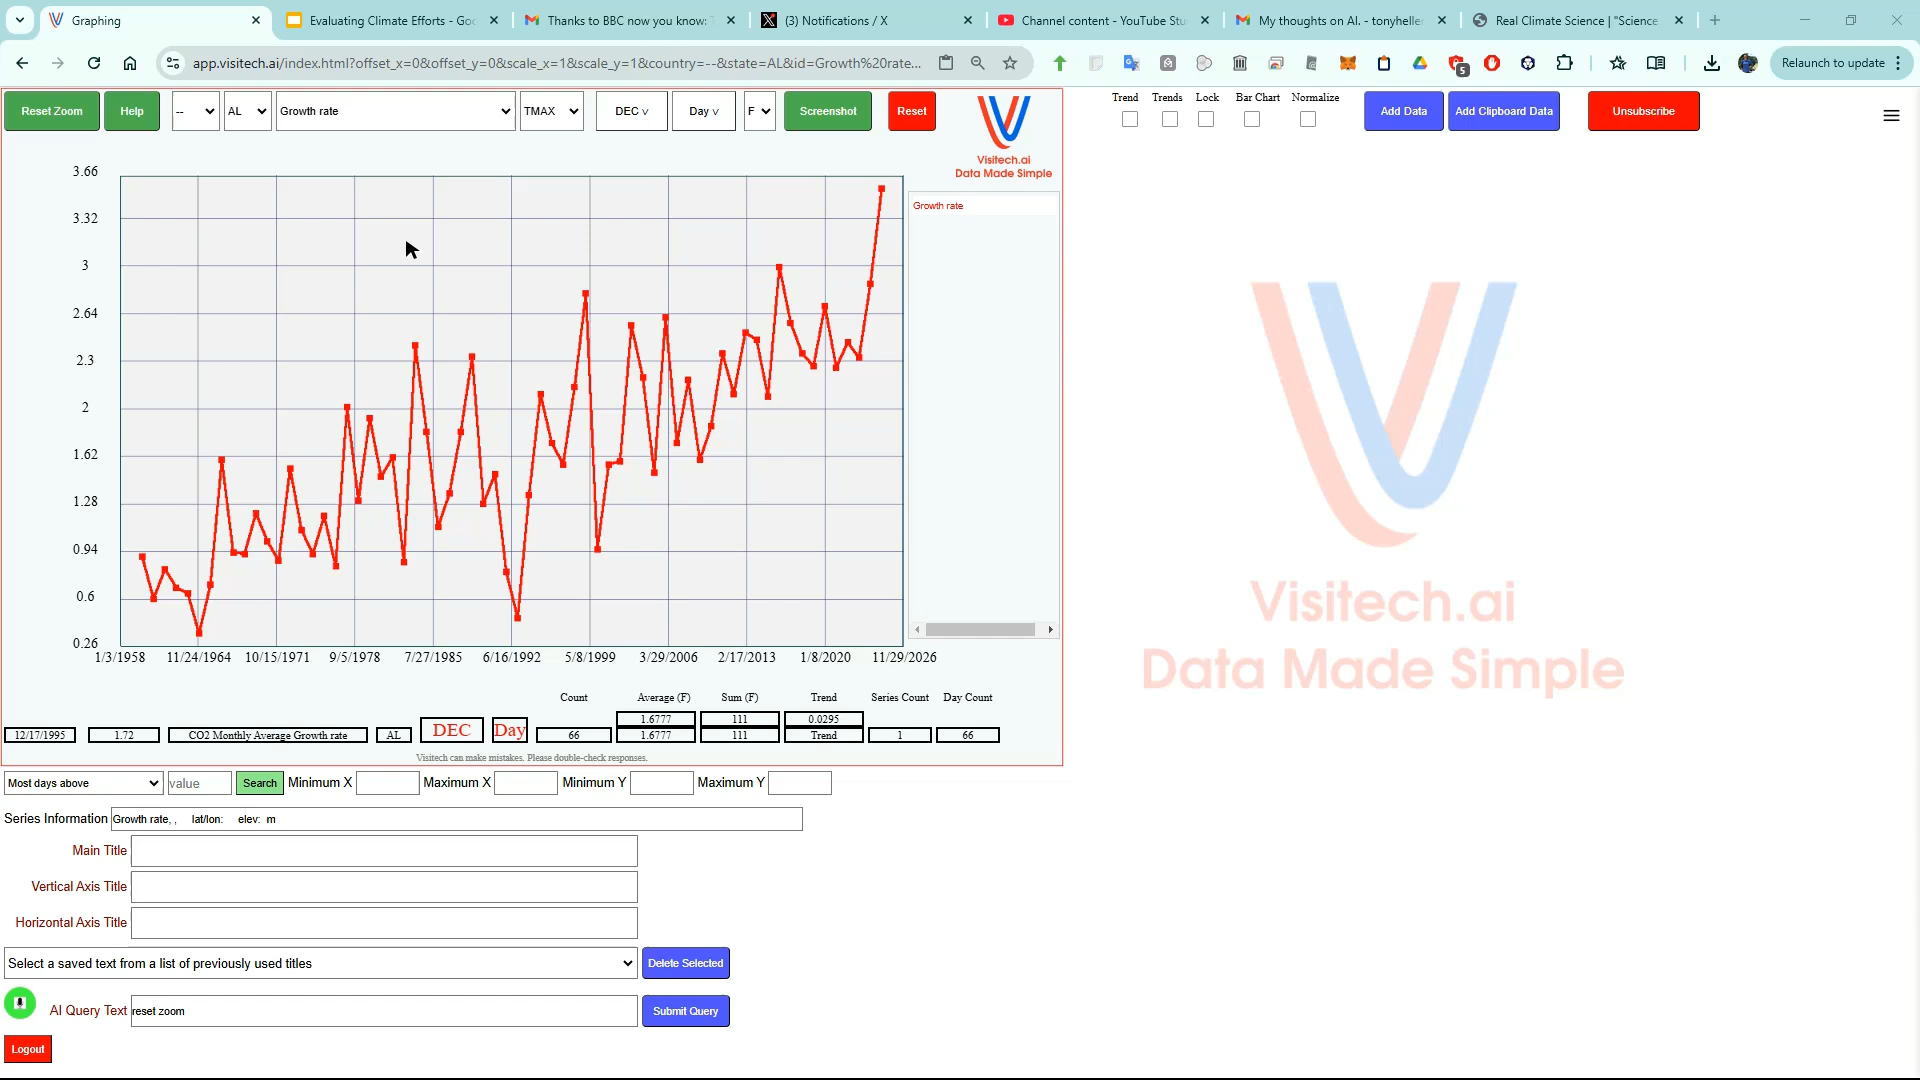 Graphing
Evaluating Climate Efforts - Goo
Thanks to BBC now you know:
(3) Notifications / X
Channel content - YouTube Stu
My thoughts on AI. - tonyheller
Real Climate Science | "Science
app.visitech.ai/index.html?offset_x=0&offset_y=0&scale_x=1&scale_y=1&country=--&state=AL&id=Growth%20rate...
5
Relaunch to update
Reset Zoom
Help
--
AL
Growth rate
TMAX
DEC v
Day v
F
Screenshot
Reset
Visitech.ai
Data Made Simple
Trend
Trends
Lock
Bar Chart
Normalize
Add Data
Add Clipboard Data
Unsubscribe
Growth rate
3.66
3.32
3
2.64
2.3
2
1.62
1.28
0.94
0.6
0.26
1/3/1958
11/24/1964
10/15/1971
9/5/1978
7/27/1985
6/16/1992
5/8/1999
3/29/2006
2/17/2013
1/8/2020
11/29/2026
Visitech.ai
Data Made Simple
Count
Average (F)
Sum (F)
Trend
Series Count
Day Count
1.6777
111
0.0295
12/17/1995
1.72
CO2 Monthly Average Growth rate
AL
DEC
Day
66
1.6777
111
Trend
1
66
Visitech can make mistakes. Please double-check responses.
Most days above
value
Search
Minimum X
Maximum X
Minimum Y
Maximum Y
Series Information
Growth rate, , lat/lon: elev: m
Main Title
Vertical Axis Title
Horizontal Axis Title
Select a saved text from a list of previously used titles
Delete Selected
AI Query Text
reset zoom
Submit Query
Logout